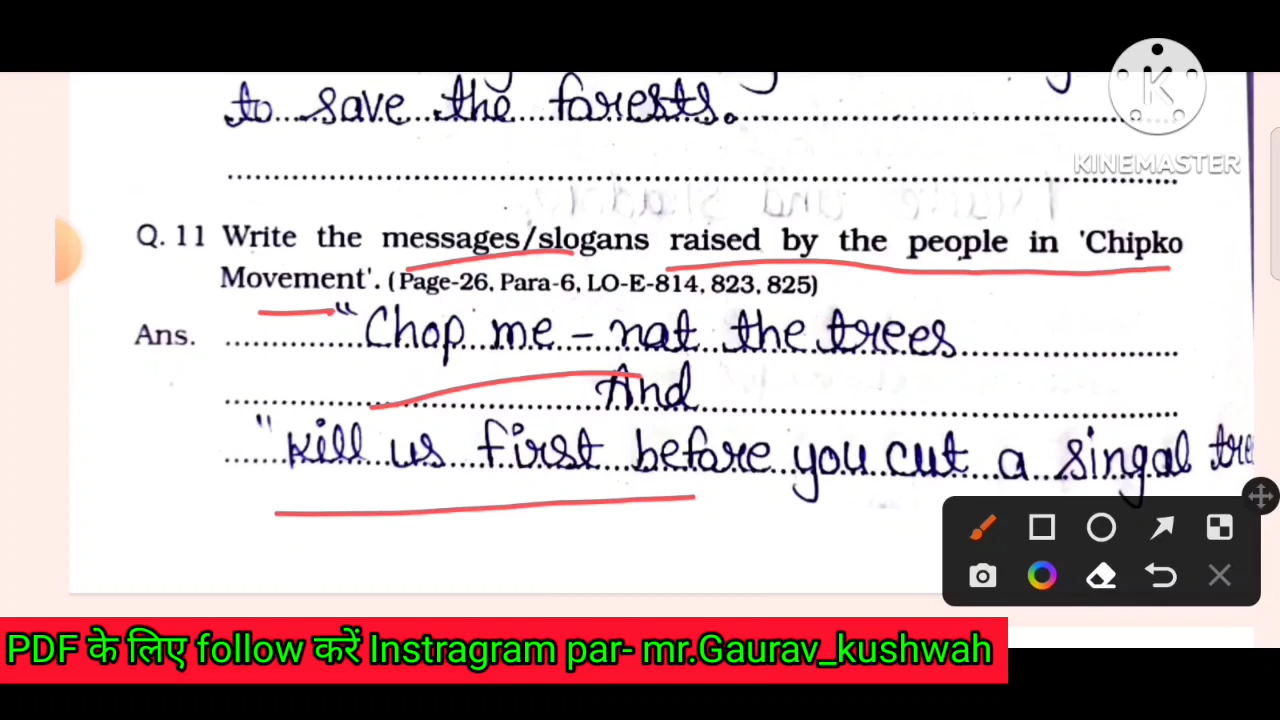 to save the forests.
Q. 11 Write the messages/slogans raised by the people in 'Chipko
Movement'. (Page-26, Para-6, LO-E-814, 823, 825)
Ans. "Chop me - not the trees
And
"Kill us first before you cut a singal tre
K
KINEMASTER
PDF के लिए follow करें Instragram par- mr.Gaurav_kushwah